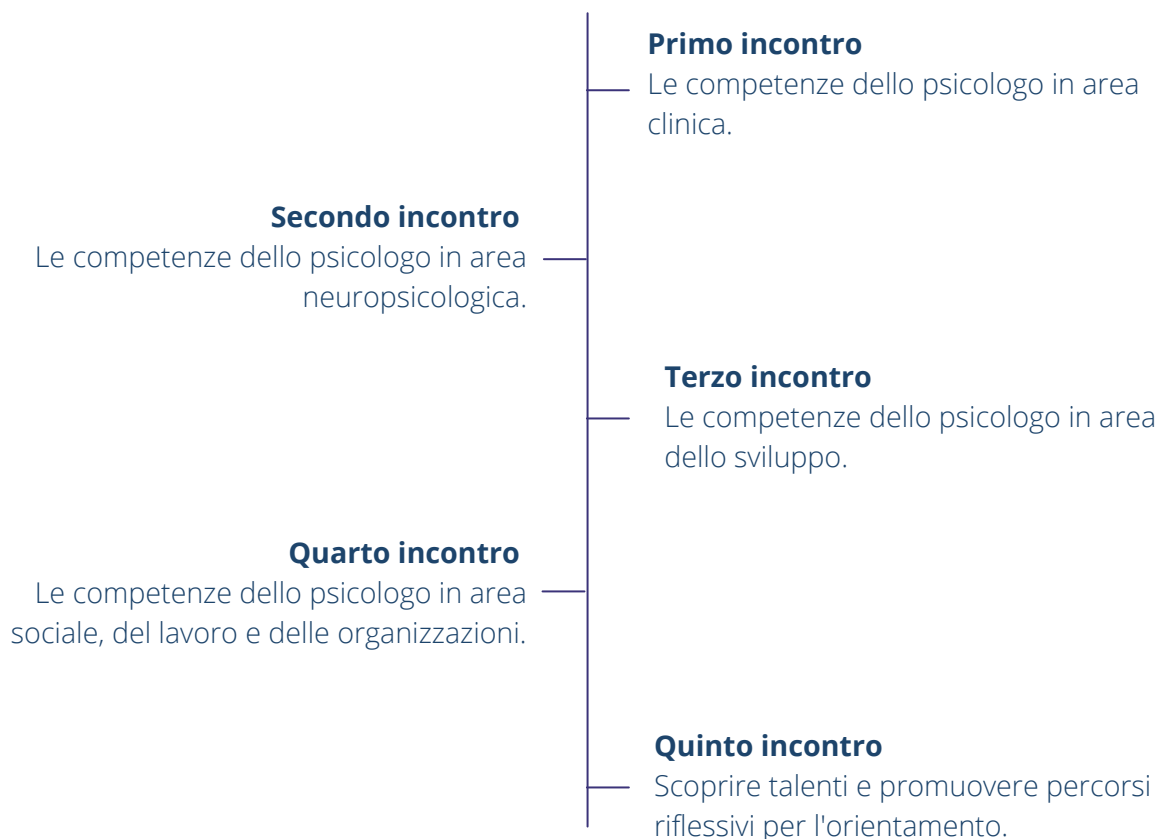 Primo incontro
Le competenze dello psicologo in area
clinica.
Secondo incontro
Le competenze dello psicologo in area
neuropsicologica.
Terzo incontro
Le competenze dello psicologo in area
dello sviluppo.
Quarto incontro
Le competenze dello psicologo in area
sociale, del lavoro e delle organizzazioni.
Quinto incontro
Scoprire talenti e promuovere percorsi
riflessivi per l'orientamento.